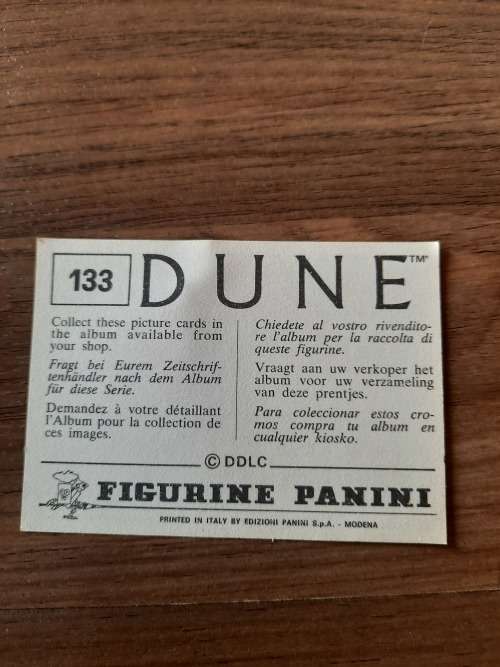 133
DUNE™
Collect these picture cards in
the album available from
your shop.
Fragt bei Eurem Zeitschrif-
tenhändler nach dem Album
für diese Serie.
Demandez à votre détaillant
l'Album pour la collection de
ces images.
Chiedete al vostro rivendito-
re l'album per la raccolta di
queste figurine.
Vraagt aan uw verkoper het
album voor uw verzameling
van deze prentjes.
Para coleccionar estos cro-
mos compra tu album en
cualquier kiosko.
© DDLC
FIGURINE PANINI
PRINTED IN ITALY BY EDIZIONI PANINI S.p.A. - MODENA